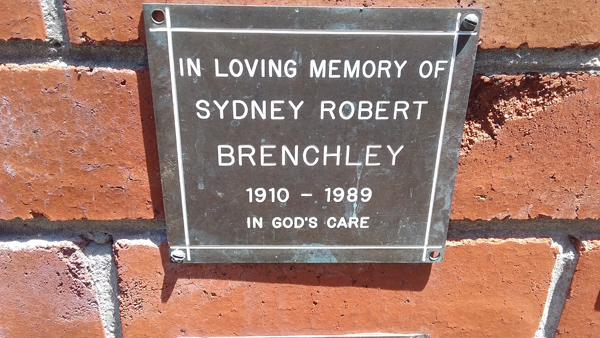 IN LOVING MEMORY OF
SYDNEY ROBERT
BRENCHLEY
1910 - 1989
IN GOD'S CARE